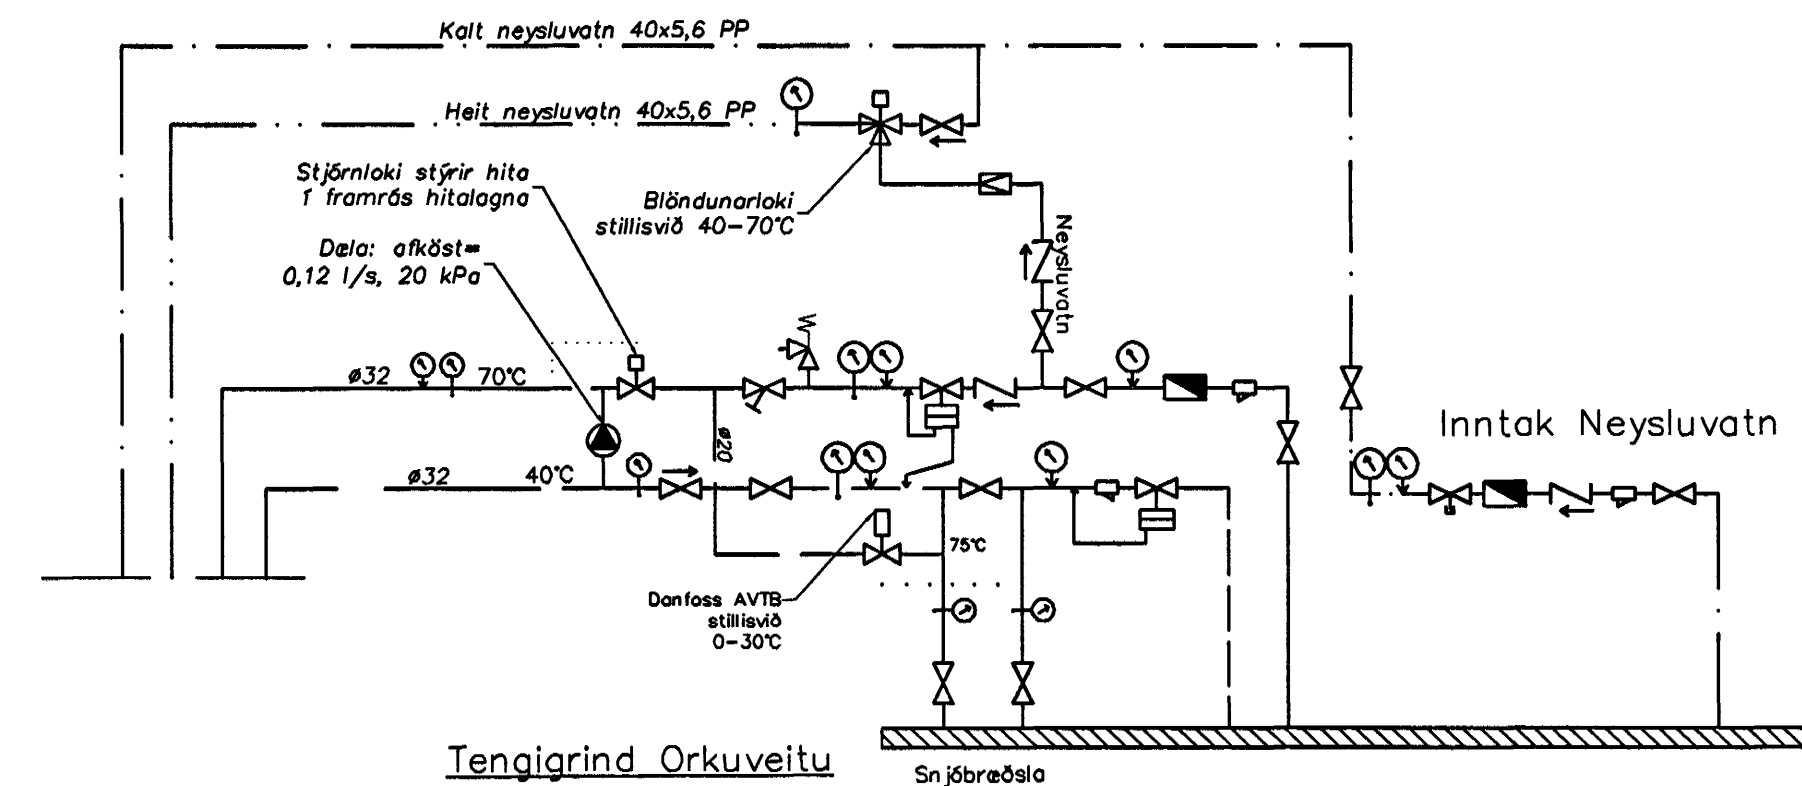 Kalt neysluvatn 40x5,6 PP
Heit neysluvatn 40x5,6 PP
Stjórnloki stýrir hita
í framrás hitalagna
Blöndunarloki
stillisvið 40-70°C
Dæla: afköst=
0,12 l/s, 20 kPa
Neysluvatn
ø32
70°C
ø20
Inntak Neysluvatn
ø32
40°C
75°C
Danfoss AVTB
stillisvið
0-30°C
Tengigrind Orkuveitu
Snjóbræðsla